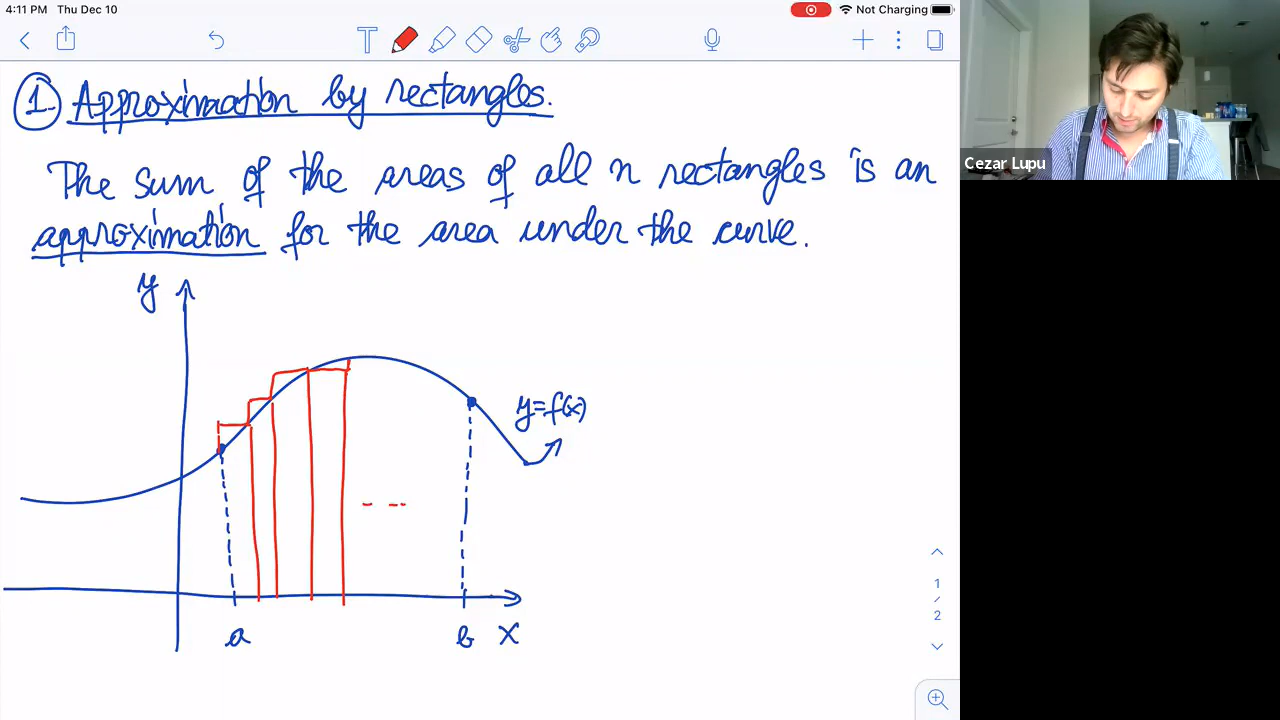 4:11 PM Thu Dec 10
Not Charging
T
1. Approximation by rectangles.
The sum of the areas of all n rectangles is an
approximation for the area under the curve.
Cezar Lupu
y
y=f(x)
a
b
x
1
/
2